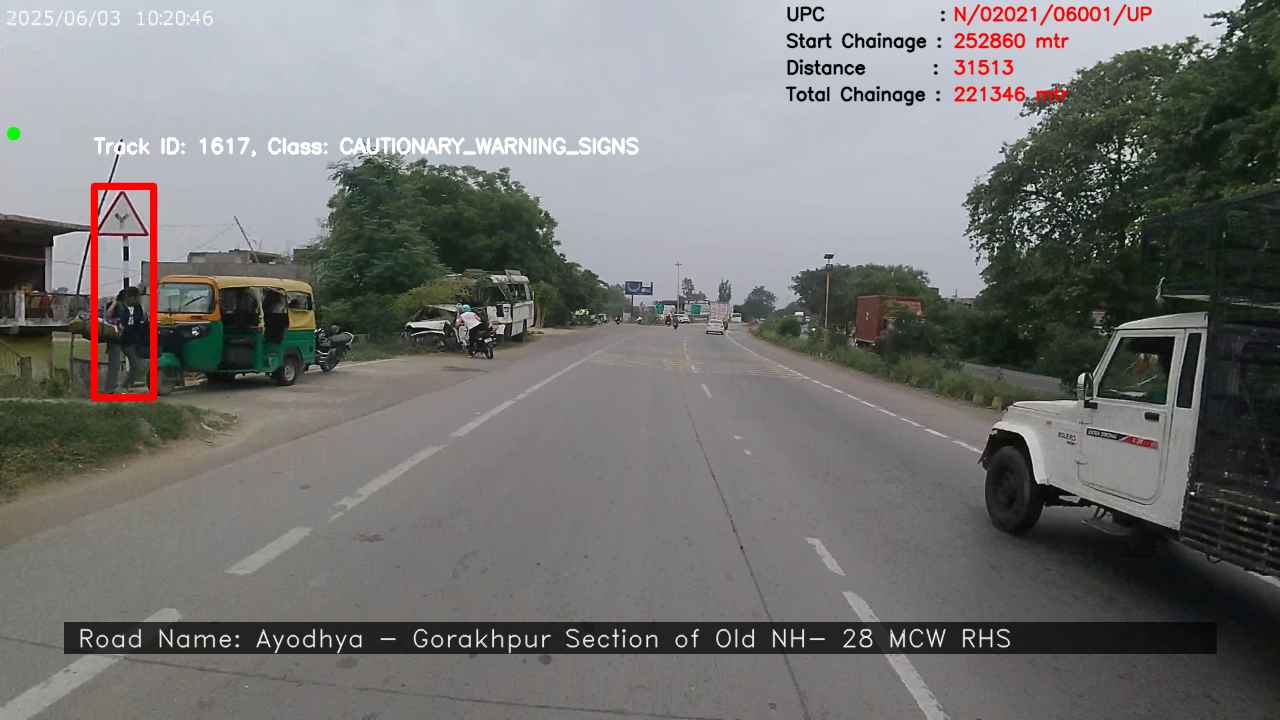 2025/06/03 10:20:46
UPC : N/02021/06001/UP
Start Chainage : 252860 mtr
Distance : 31513
Total Chainage : 221346 mtr
Track ID: 1617, Class: CAUTIONARY_WARNING_SIGNS
BOLERO
Road Name: Ayodhya - Gorakhpur Section of Old NH- 28 MCW RHS